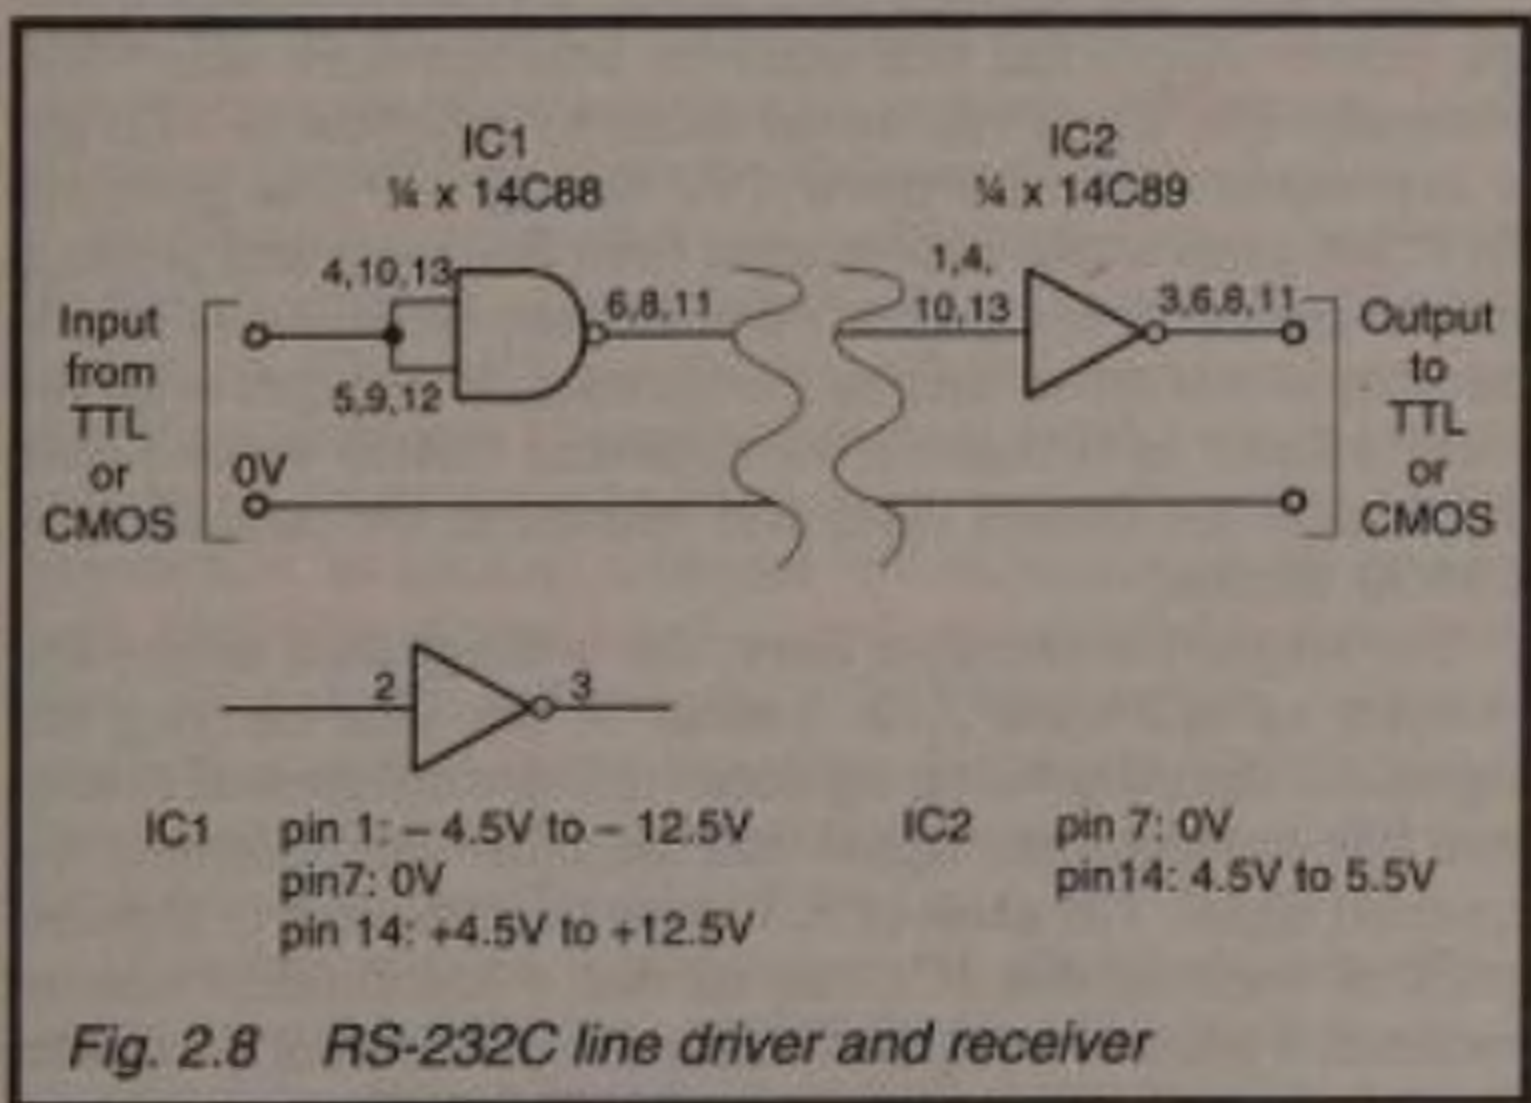 IC1
¼ x 14C88
IC2
¼ x 14C89
4,10,13
5,9,12
6,8,11
1,4,
10,13
3,6,8,11
Input
from
TTL
or
CMOS
0V
Output
to
TTL
or
CMOS
2
3
IC1 pin 1: – 4.5V to – 12.5V
pin7: 0V
pin 14: +4.5V to +12.5V
IC2 pin 7: 0V
pin14: 4.5V to 5.5V
Fig. 2.8 RS-232C line driver and receiver